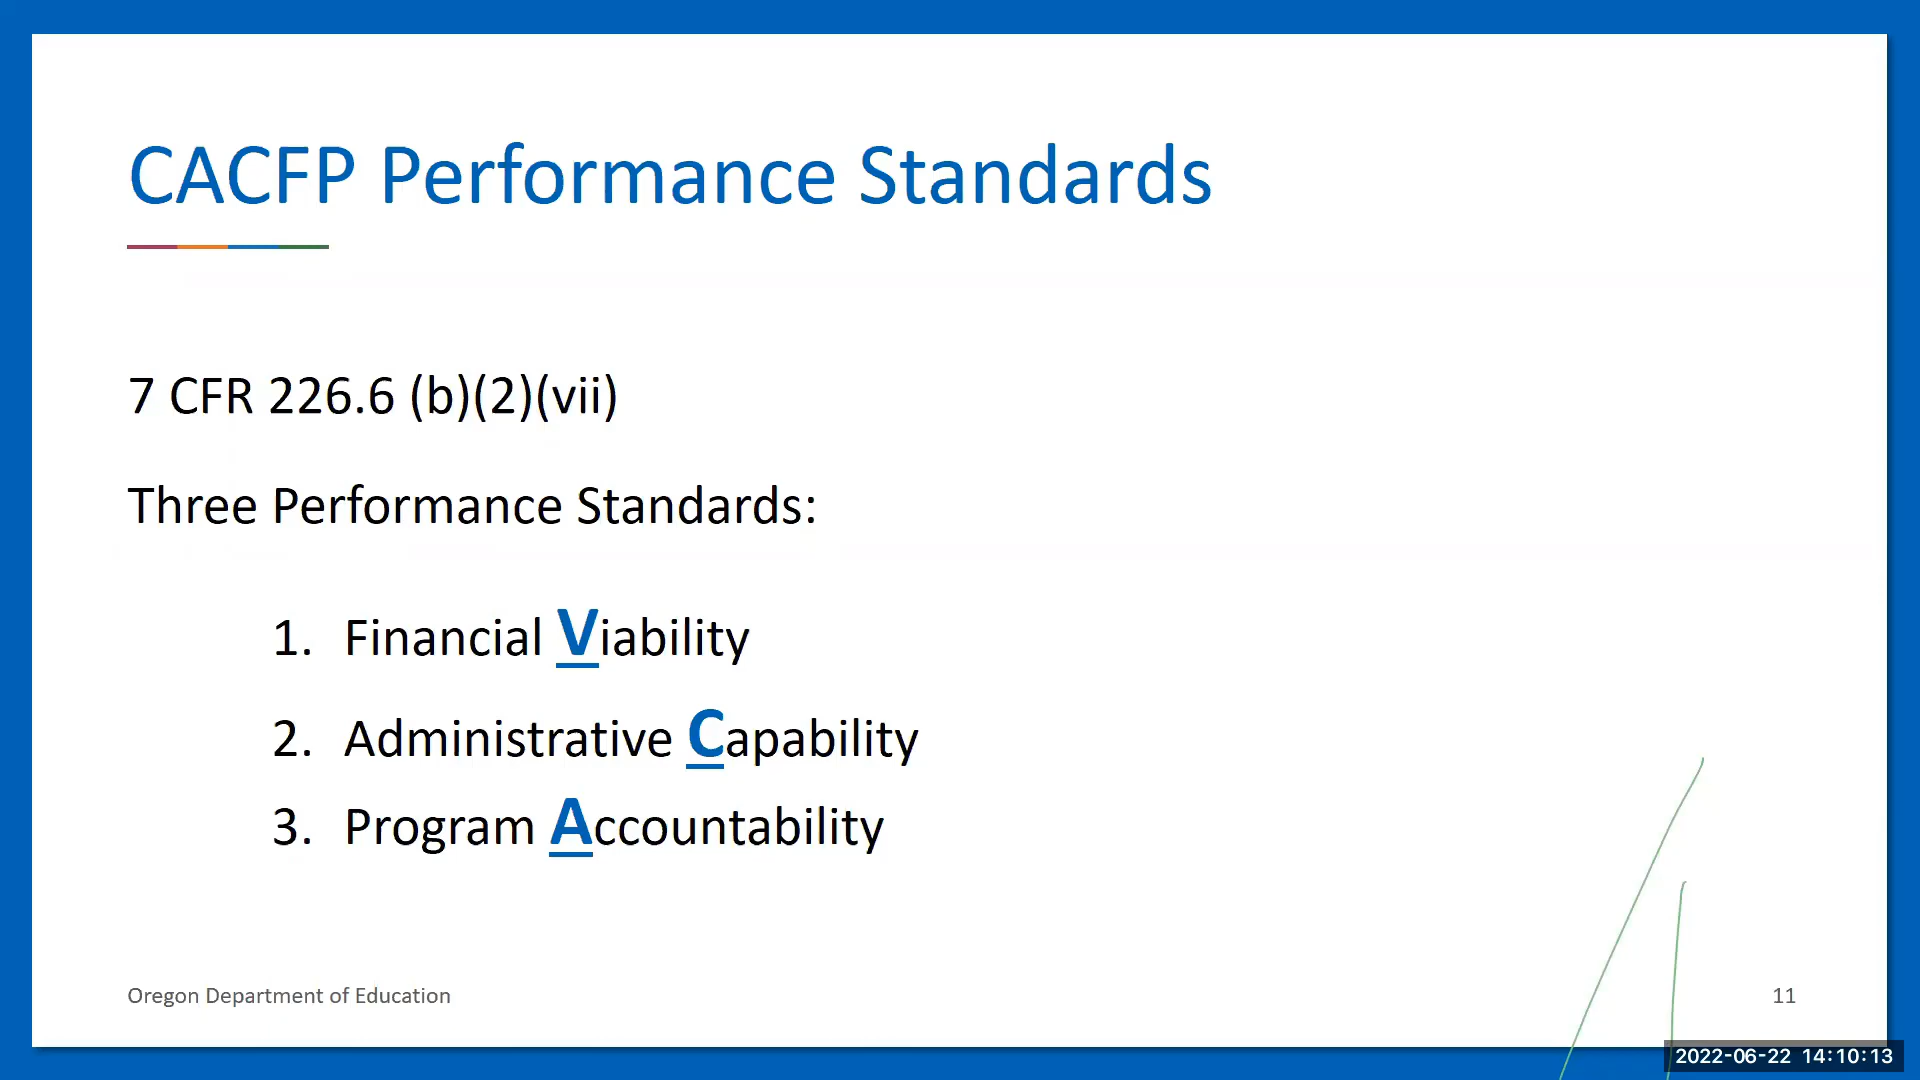 CACFP Performance Standards
7 CFR 226.6 (b)(2)(vii)
Three Performance Standards:
1. Financial Viability
2. Administrative Capability
3. Program Accountability
Oregon Department of Education
11
2022-06-22 14:10:13